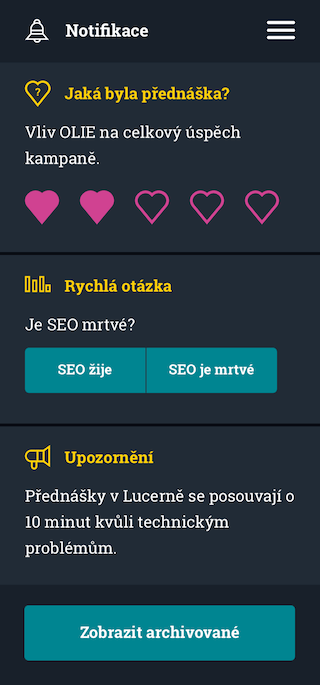 Notifikace
?
Jaká byla přednáška?
Vliv OLIE na celkový úspěch
kampaně.
Rychlá otázka
Je SEO mrtvé?
SEO žije
SEO je mrtvé
Upozornění
Přednášky v Lucerně se posouvají o
10 minut kvůli technickým
problémům.
Zobrazit archivované